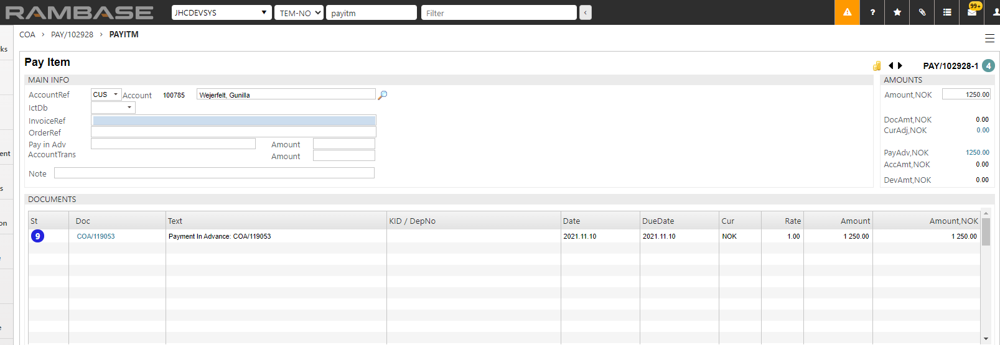 RAMBASE JHCDEVSYS TEM-NO payitm Filter < ? 99+
COA > PAY/102928 > PAYITM
rks
ent
s
on
e
e
Pay Item
PAY/102928-1 4
MAIN INFO
AccountRef CUS Account 100785 Wejerfelt, Gunilla
IctDb
InvoiceRef
OrderRef
Pay in Adv Amount
AccountTrans Amount
Note
AMOUNTS
Amount,NOK 1250.00
DocAmt,NOK 0.00
CurAdj,NOK 0.00
PayAdv,NOK 1250.00
AccAmt,NOK 0.00
DevAmt,NOK 0.00
DOCUMENTS
St Doc Text KID / DepNo Date DueDate Cur Rate Amount Amount,NOK
9 COA/119053 Payment In Advance: COA/119053 2021.11.10 2021.11.10 NOK 1.00 1 250.00 1 250.00